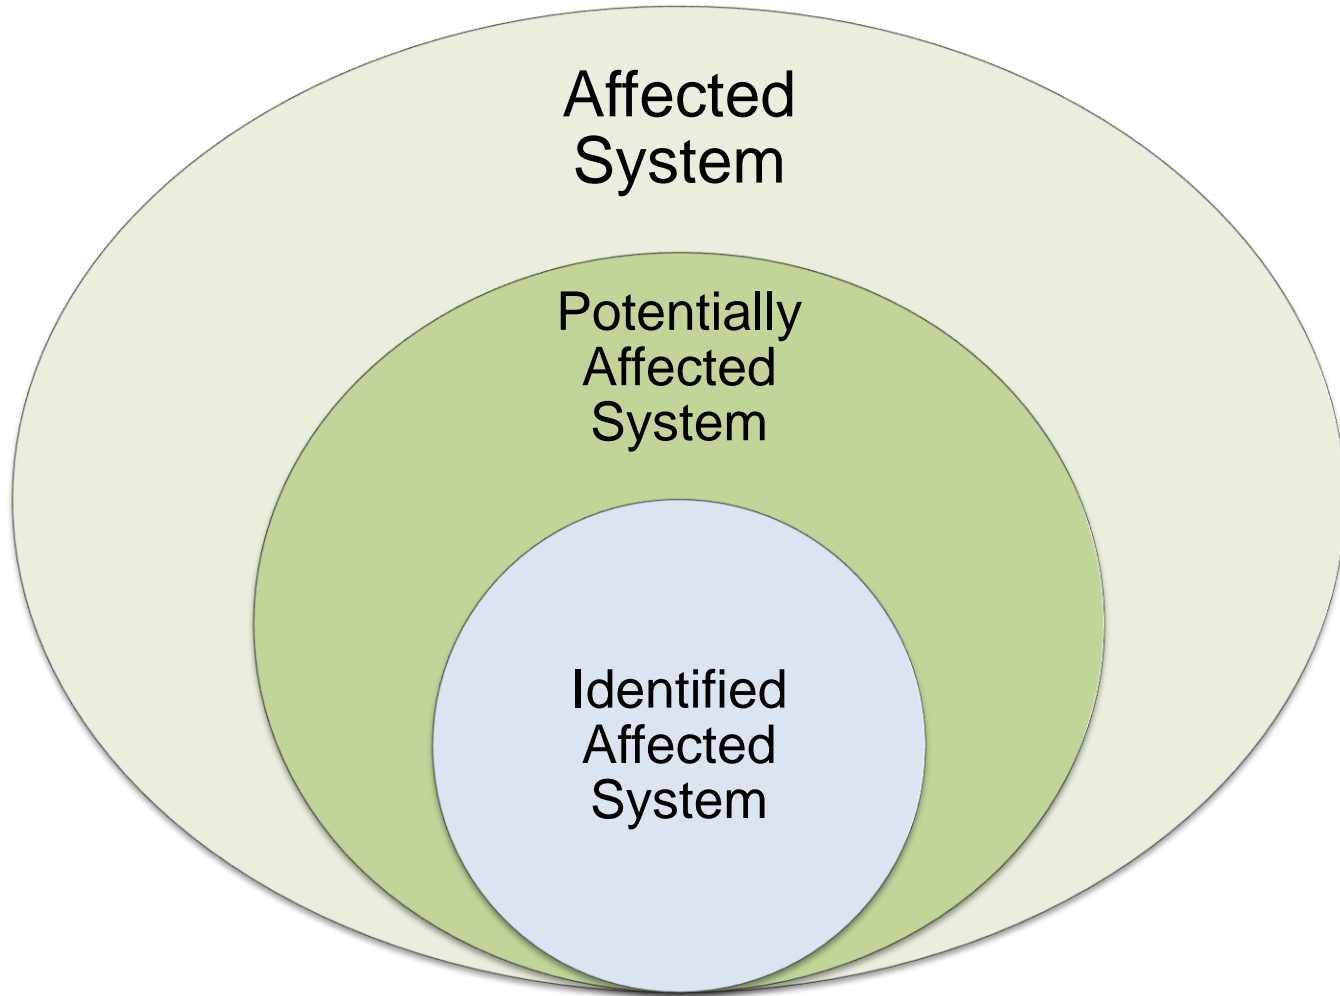 Affected
System
Potentially
Affected
System
Identified
Affected
System